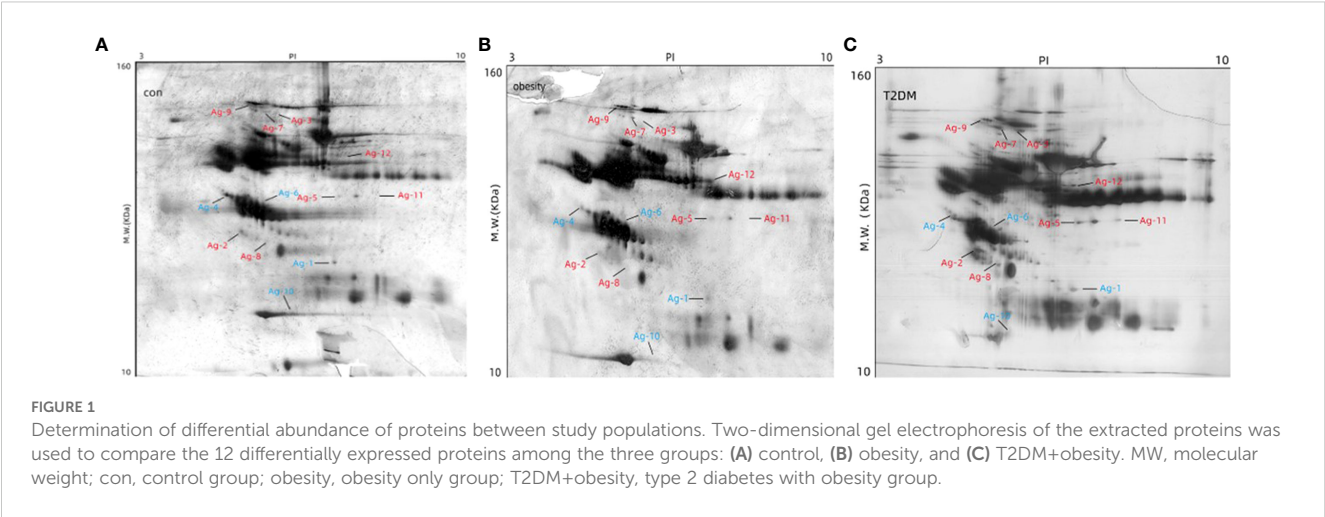 A
B
C
3
PI
10
160
con
Ag-9
Ag-7
Ag-3
Ag-12
Ag-4
Ag-6
Ag-5
Ag-11
Ag-2
Ag-8
Ag-1
Ag-10
M.W.(KDa)
10
3
PI
10
160
obesity
Ag-9
Ag-7
Ag-3
Ag-12
Ag-4
Ag-6
Ag-5
Ag-11
Ag-2
Ag-8
Ag-1
Ag-10
M.W.(KDa)
10
3
PI
10
160
T2DM
Ag-9
Ag-7
Ag-12
Ag-4
Ag-6
Ag-5
Ag-11
Ag-2
Ag-8
Ag-1
M.W. ( KDa)
10
FIGURE 1
Determination of differential abundance of proteins between study populations. Two-dimensional gel electrophoresis of the extracted proteins was
used to compare the 12 differentially expressed proteins among the three groups: (A) control, (B) obesity, and (C) T2DM+obesity. MW, molecular
weight; con, control group; obesity, obesity only group; T2DM+obesity, type 2 diabetes with obesity group.